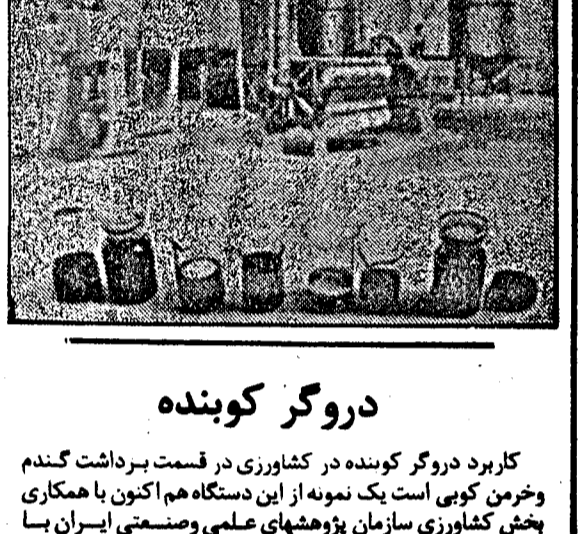 دروگر کوبنده
کاربرد دروگر کوبنده در کشاورزی در قسمت برداشت گندم
وخرمن کوبی است یک نمونه از این دستگاه هم اکنون با همکاری
بخش کشاورزی سازمان پژوهشهای علمی وصنعتی ایران با